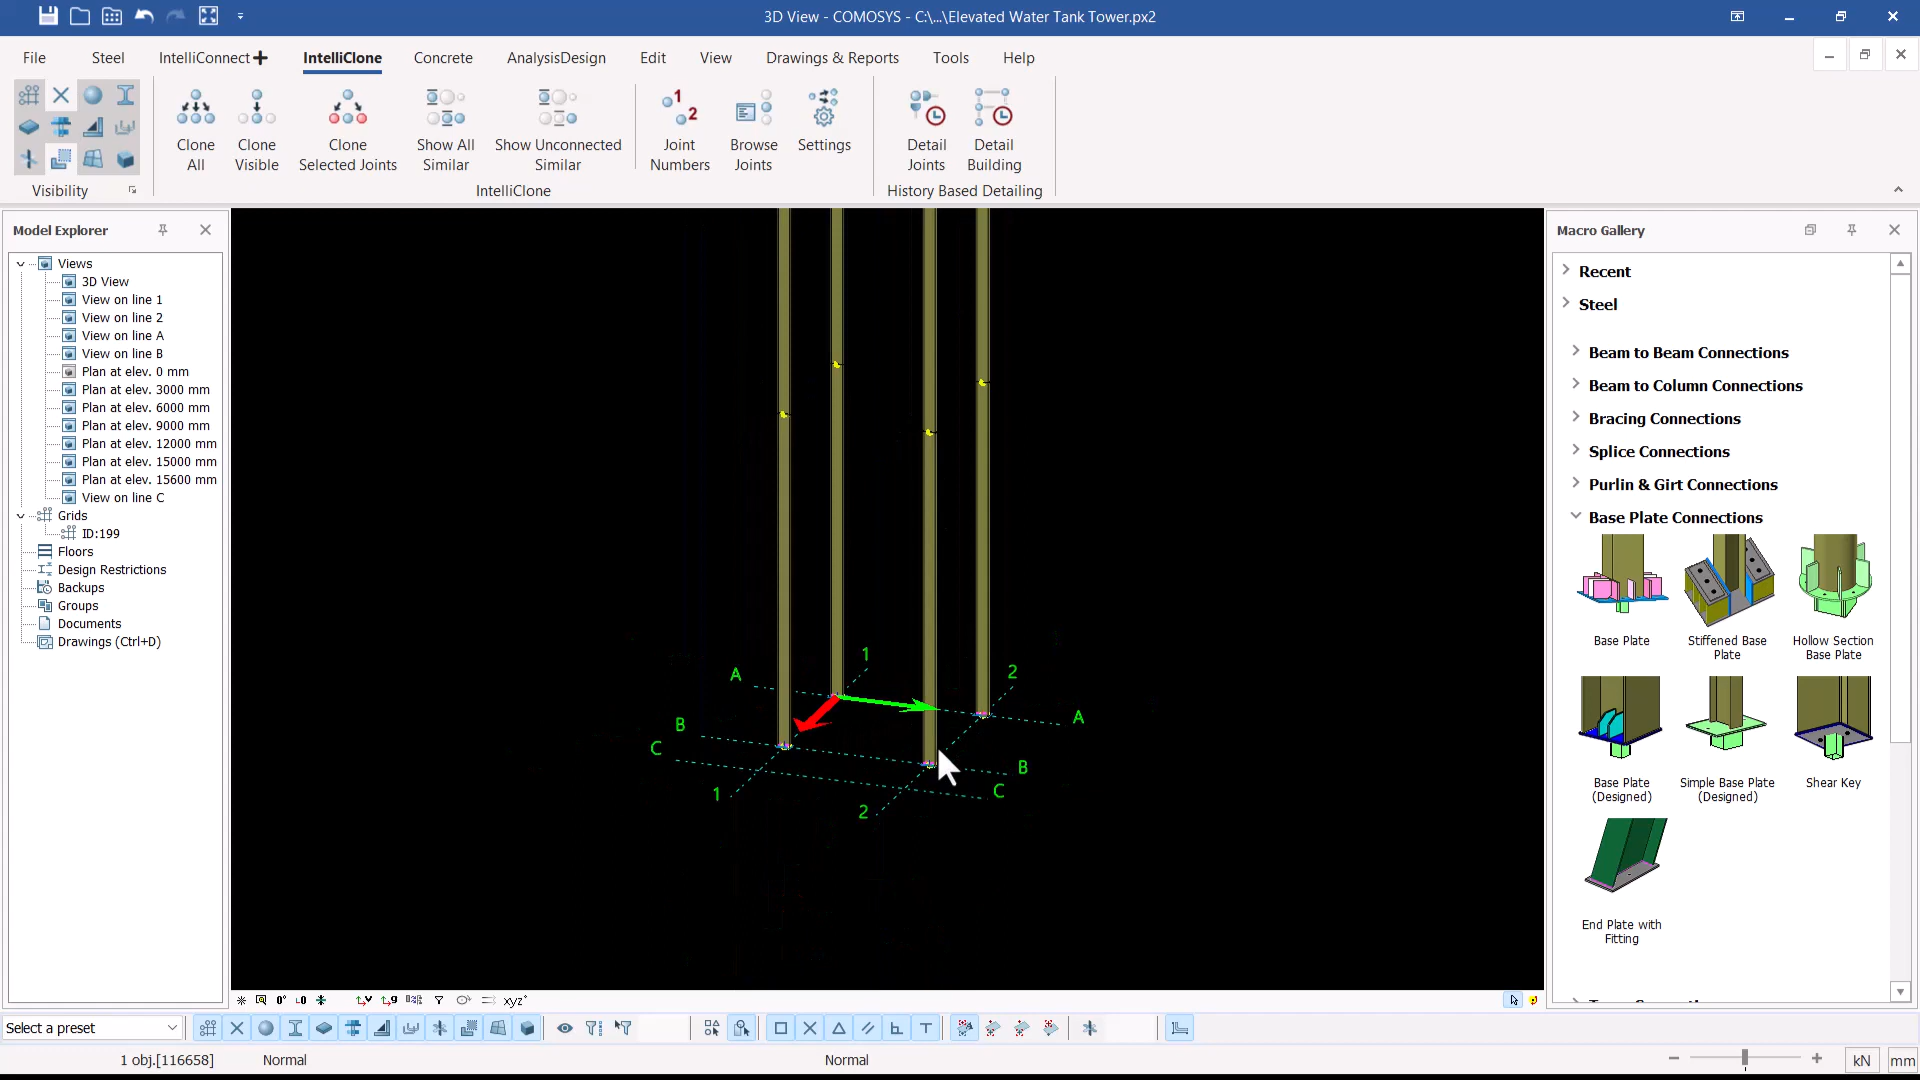 3D View - COMOSYS - C:\...\Elevated Water Tank Tower.px2
File Steel IntelliConnect IntelliClone Concrete AnalysisDesign Edit View Drawings & Reports Tools Help
Clone All
Clone Visible
Clone Selected Joints
Show All Similar
Show Unconnected Similar
Joint Numbers
Browse Joints
Settings
Detail Joints
Detail Building
Visibility
IntelliClone
History Based Detailing
Model Explorer
Views
3D View
View on line 1
View on line 2
View on line A
View on line B
Plan at elev. 0 mm
Plan at elev. 3000 mm
Plan at elev. 6000 mm
Plan at elev. 9000 mm
Plan at elev. 12000 mm
Plan at elev. 15000 mm
Plan at elev. 15600 mm
View on line C
Grids
ID:199
Floors
Design Restrictions
Backups
Groups
Documents
Drawings (Ctrl+D)
1
2
A
A
B
B
C
C
1
2
Macro Gallery
Recent
Steel
Beam to Beam Connections
Beam to Column Connections
Bracing Connections
Splice Connections
Purlin & Girt Connections
Base Plate Connections
Base Plate
Stiffened Base Plate
Hollow Section Base Plate
Base Plate (Designed)
Simple Base Plate (Designed)
Shear Key
End Plate with Fitting
xyz
Select a preset
1 obj.[116658]
Normal
Normal
kN
mm